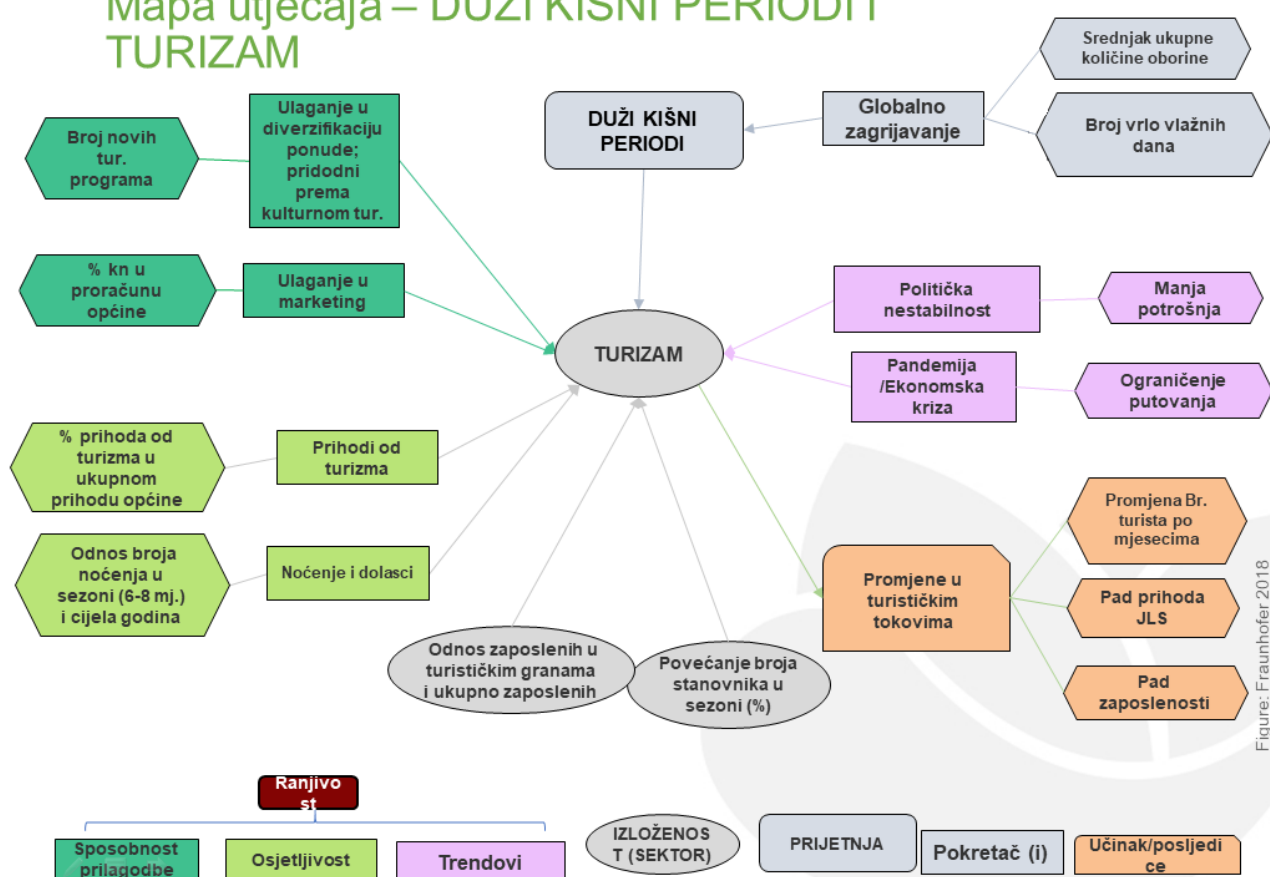 Mapa utjecaja – DUŽI KIŠNI PERIODI I
TURIZAM
Broj novih
tur.
programa
Ulaganje u
diverzifikaciju
ponude;
pridodni
prema
kulturnom tur.
DUŽI KIŠNI
PERIODI
Globalno
zagrijavanje
Srednjak ukupne
količine oborine
Broj vrlo vlažnih
dana
% kn u
proračunu
općine
Ulaganje u
marketing
TURIZAM
Politička
nestabilnost
Manja
potrošnja
Pandemija
/Ekonomska
kriza
Ograničenje
putovanja
% prihoda od
turizma u
ukupnom
prihodu općine
Prihodi od
turizma
Odnos broja
noćenja u
sezoni (6-8 mj.)
i cijela godina
Noćenje i dolasci
Odnos zaposlenih u
turističkim granama
i ukupno zaposlenih
Povećanje broja
stanovnika u
sezoni (%)
Promjene u
turističkim
tokovima
Promjena Br.
turista po
mjesecima
Pad prihoda
JLS
Pad
zaposlenosti
Figure: Fraunhofer 2018
Ranjivo
st
Sposobnost
prilagodbe
Osjetljivost
Trendovi
IZLOŽENOS
T (SEKTOR)
PRIJETNJA
Pokretač (i)
Učinak/posljedi
ce